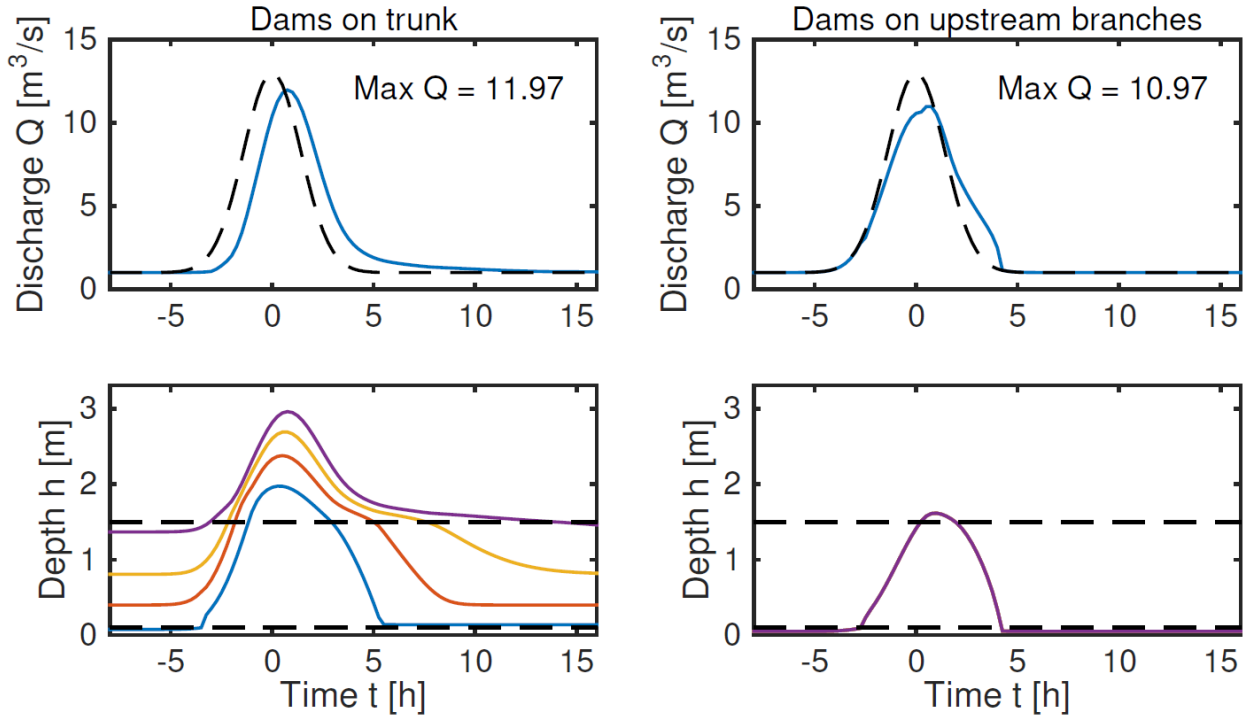 Dams on trunk
Discharge Q [m³/s]
15
10
5
0
Max Q = 11.97
-5 0 5 10 15
Dams on upstream branches
Discharge Q [m³/s]
15
10
5
0
Max Q = 10.97
-5 0 5 10 15
Depth h [m]
3
2
1
0
-5 0 5 10 15
Time t [h]
Depth h [m]
3
2
1
0
-5 0 5 10 15
Time t [h]